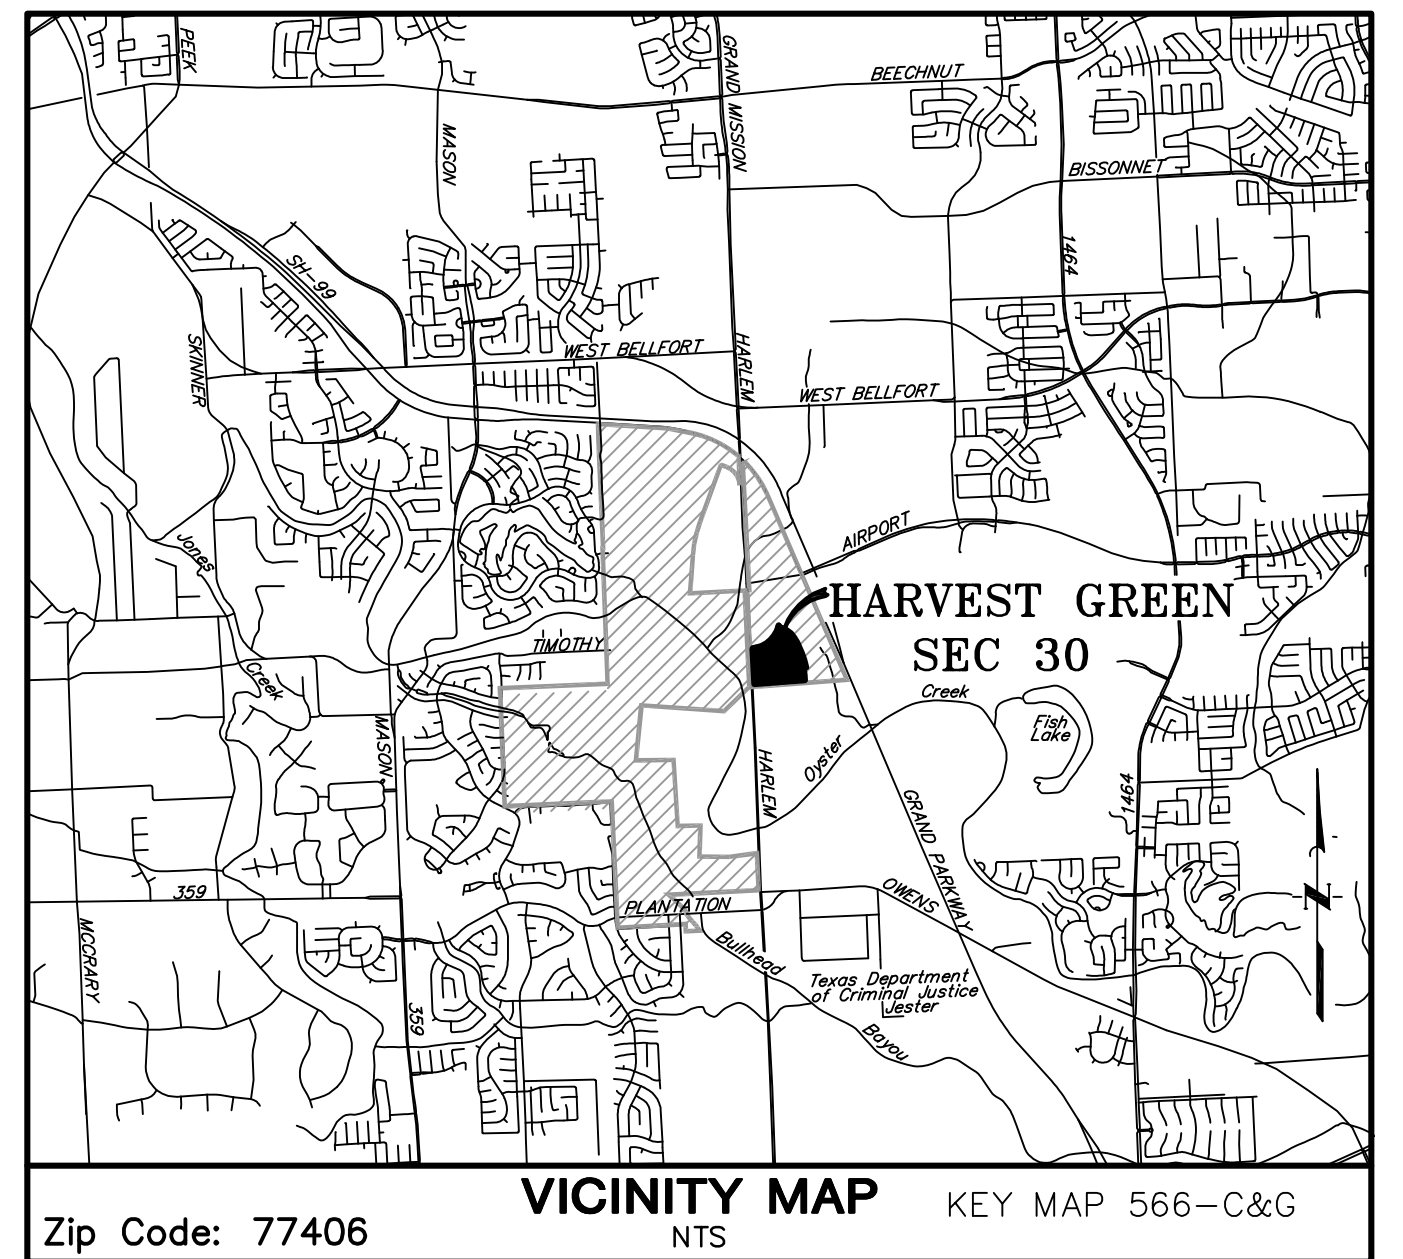 PEEK
GRAND MISSION
BEECHNUT
MASON
BISSONNET
1464
SH-99
SKINNER
WEST BELLFORT
HARLEM
WEST BELLFORT
AIRPORT
Jones
HARVEST GREEN
SEC 30
TIMOTHY
Creek
Creek
MASON
Fish
Lake
Oyster
HARLEM
1464
GRAND PARKWAY
359
OWENS
PLANTATION
MCCRARY
Bullhead
Texas Department
of Criminal Justice
Jester
359
Bayou
VICINITY MAP
KEY MAP 566-C&G
Zip Code: 77406
NTS